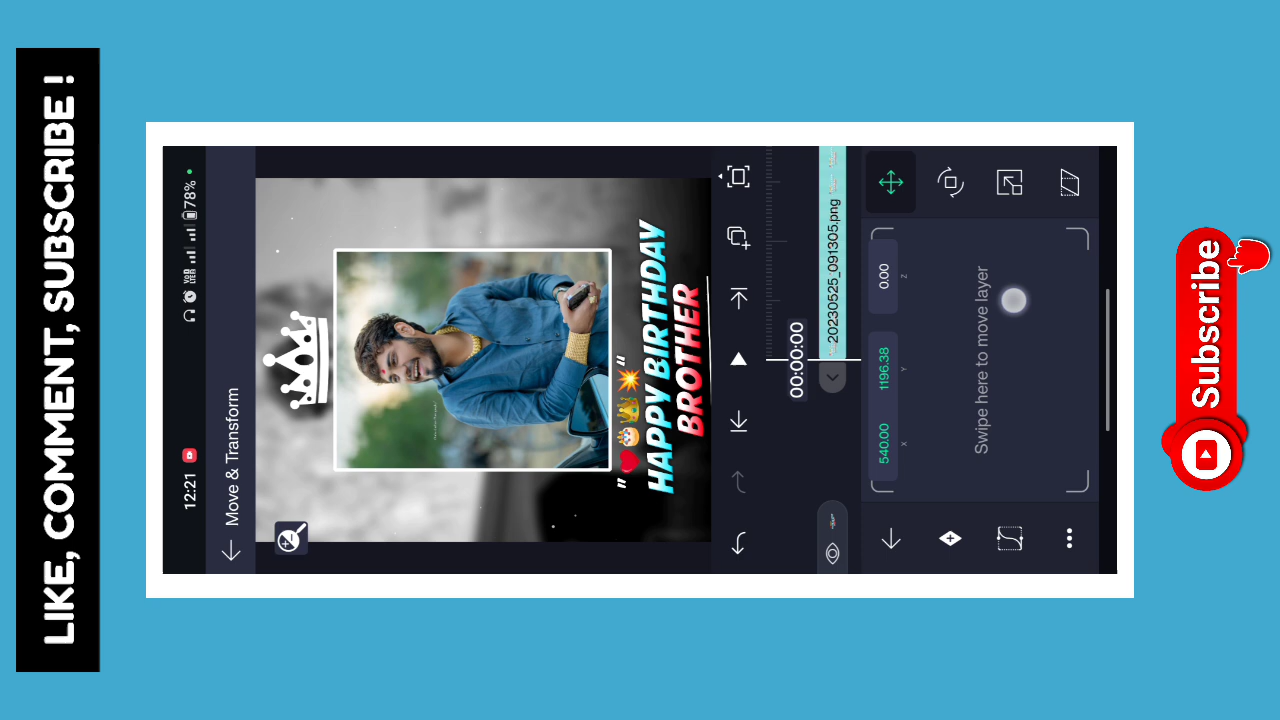 LIKE, COMMENT, SUBSCRIBE !
12:21
78%
Move & Transform
"❤️🎂👑💥"
HAPPY BIRTHDAY
BROTHER
00:00:00
20230525_091305.png
540.00 1196.38 0.00
X Y Z
Swipe here to move layer
Subscribe